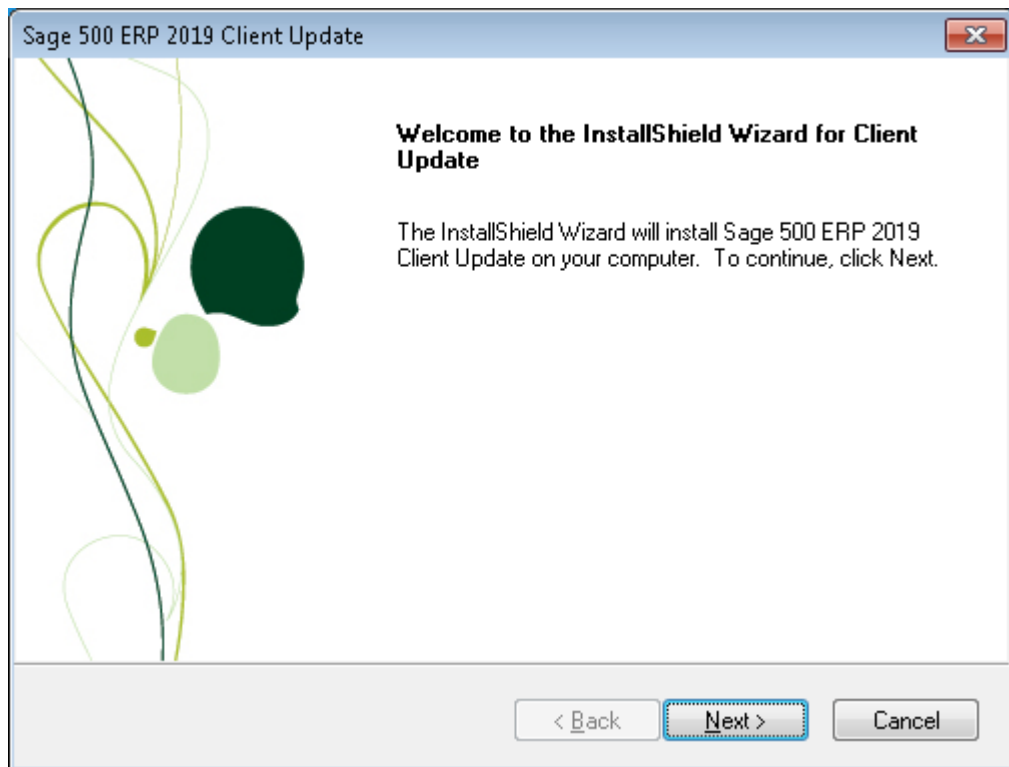 Sage 500 ERP 2019 Client Update
Welcome to the InstallShield Wizard for Client
Update
The InstallShield Wizard will install Sage 500 ERP 2019
Client Update on your computer.  To continue, click Next.
< Back
Next >
Cancel